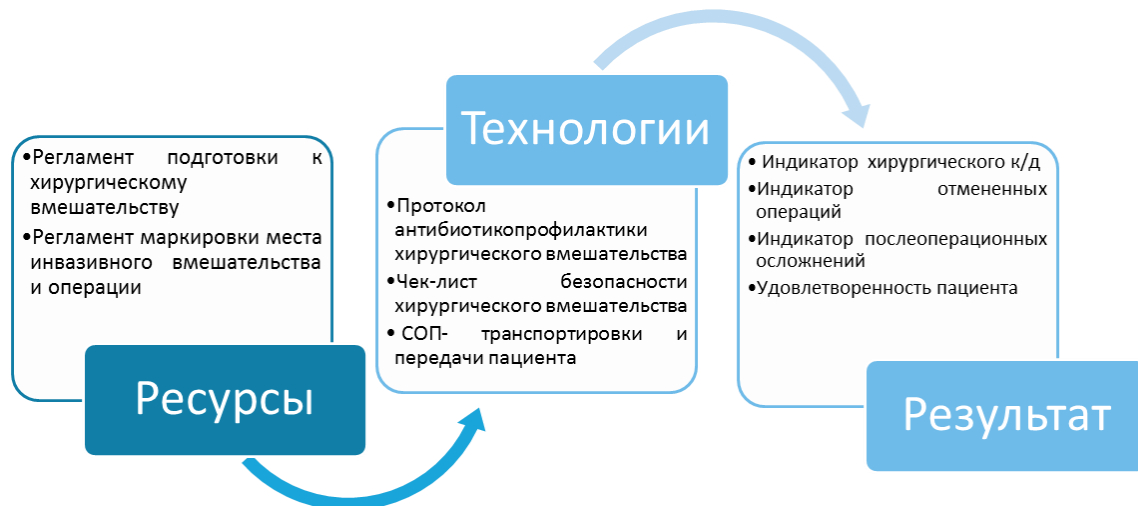 •Регламент подготовки к
хирургическому
вмешательству
•Регламент маркировки места
инвазивного вмешательства
и операции
Ресурсы
Технологии
•Протокол
антибиотикопрофилактики
хирургического вмешательства
•Чек-лист безопасности
хирургического вмешательства
• СОП- транспортировки и
передачи пациента
• Индикатор хирургического к/д
•Индикатор отмененных
операций
•Индикатор послеоперационных
осложнений
•Удовлетворенность пациента
Результат